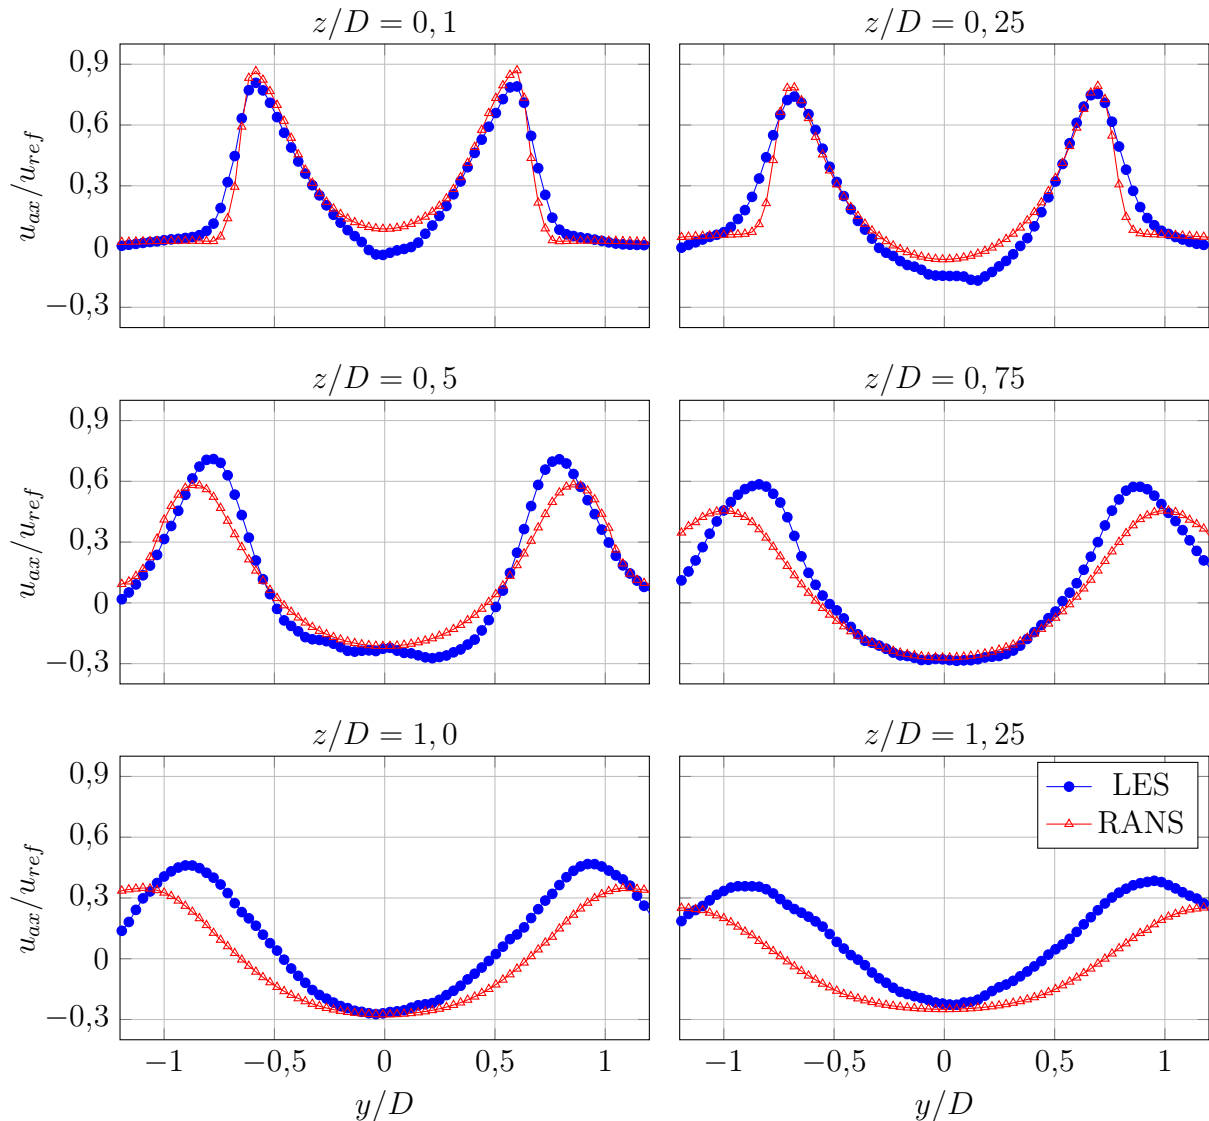 z/D = 0, 1
z/D = 0, 25
0,9
0,6
0,3
0
−0,3
u_ax/u_ref
z/D = 0, 5
z/D = 0, 75
0,9
0,6
0,3
0
−0,3
u_ax/u_ref
z/D = 1, 0
z/D = 1, 25
0,9
0,6
0,3
0
−0,3
u_ax/u_ref
LES
RANS
−1 −0,5 0 0,5 1
−1 −0,5 0 0,5 1
y/D
y/D